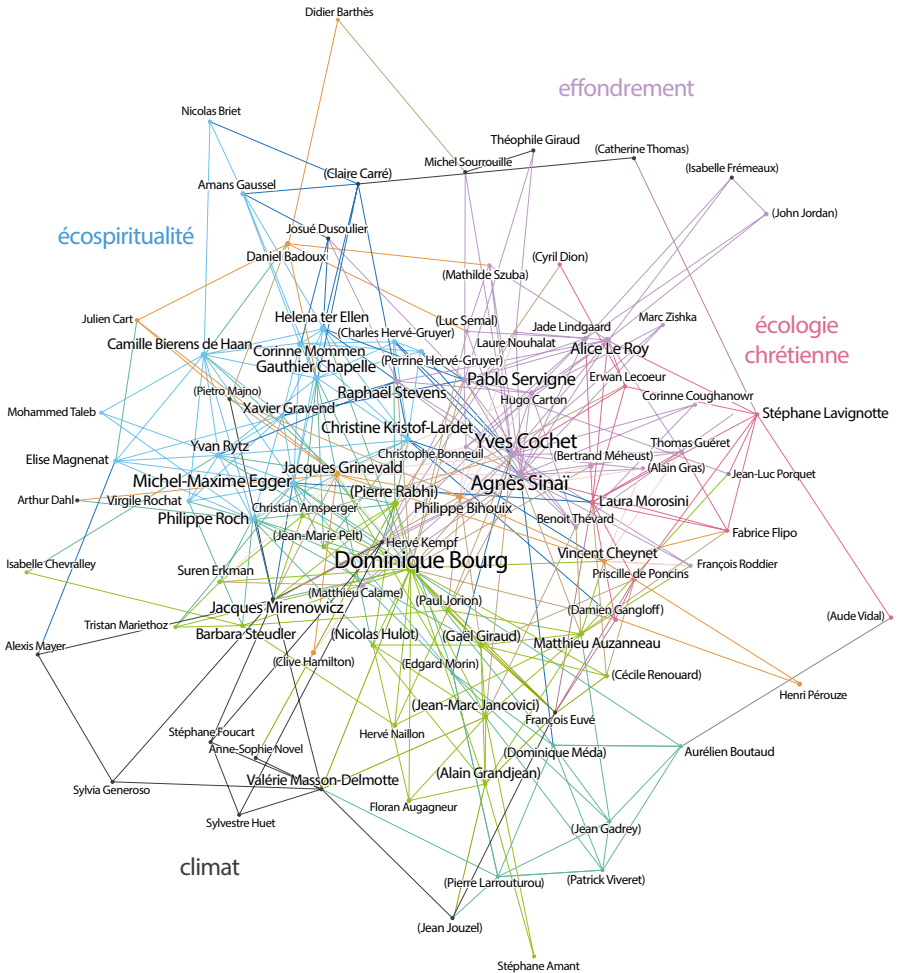 Didier Barthès
effondrement
Nicolas Briet
Théophile Giraud
(Catherine Thomas)
Michel Sourrouille
(Isabelle Frémeaux)
(Claire Carré)
Amans Gaussel
(John Jordan)
Josué Dusoulier
écospiritualité
Daniel Badoux
(Cyril Dion)
(Mathilde Szuba)
Julien Cart
Helena ter Ellen
(Luc Semal)
Marc Zishka
(Charles Hervé-Gruyer)
Jade Lindgaard
écologie
chrétienne
Camille Bierens de Haan
Laure Nouhalat
Corinne Mommen
Alice Le Roy
(Perrine Hervé-Gruyer)
Gauthier Chapelle
Pablo Servigne
Erwan Lecoeur
(Pietro Majno)
Raphaël Stevens
Corinne Coughanowr
Hugo Carton
Mohammed Taleb
Xavier Gravend
Stéphane Lavignotte
Christine Kristof-Lardet
Yves Cochet
Thomas Guéret
Yvan Rytz
Christophe Bonneuil
(Bertrand Méheust)
Elise Magnenat
Jacques Grinevald
(Alain Gras)
Jean-Luc Porquet
Michel-Maxime Egger
Agnès Sinaï
(Pierre Rabhi)
Arthur Dahl
Virgile Rochat
Laura Morosini
Christian Arnsperger
Philippe Bihouix
Philippe Roch
Benoit Thévard
Fabrice Flipo
(Jean-Marie Pelt)
Hervé Kempf
Vincent Cheynet
Dominique Bourg
Isabelle Chevralley
François Roddier
Suren Erkman
Priscille de Poncins
(Matthieu Calame)
(Paul Jorion)
Jacques Mirenowicz
(Damien Gangloff)
(Aude Vidal)
Tristan Mariethoz
Barbara Steudler
(Nicolas Hulot)
(Gaël Giraud)
Matthieu Auzanneau
Alexis Mayer
(Clive Hamilton)
(Edgard Morin)
(Cécile Renouard)
Henri Pérouze
(Jean-Marc Jancovici)
François Euvé
Stéphane Foucart
Hervé Naillon
Anne-Sophie Novel
(Dominique Méda)
Aurélien Boutaud
Valérie Masson-Delmotte
(Alain Grandjean)
Sylvia Generoso
Floran Augagneur
Sylvestre Huet
(Jean Gadrey)
climat
(Pierre Larrouturou)
(Patrick Viveret)
(Jean Jouzel)
Stéphane Amant